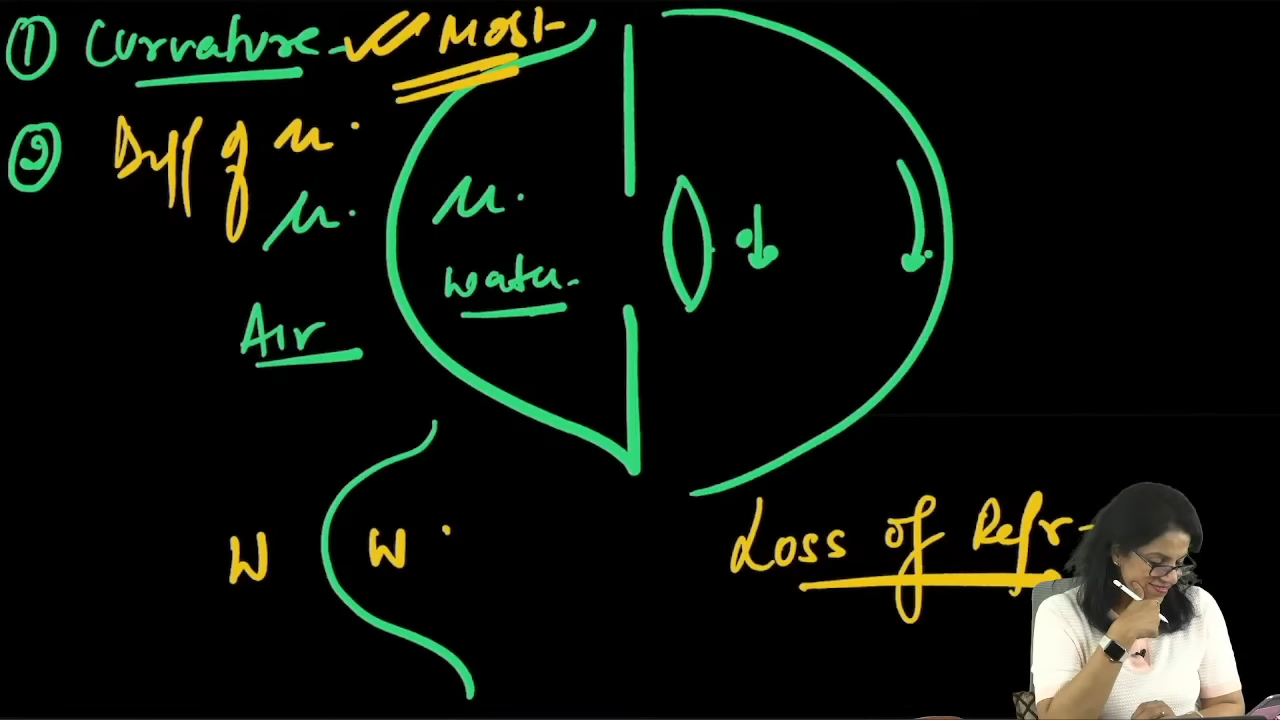 ① Curvature - ✓ Most
② Diff of μ.
μ. μ.
Air water.
W W.
Loss of Refr-